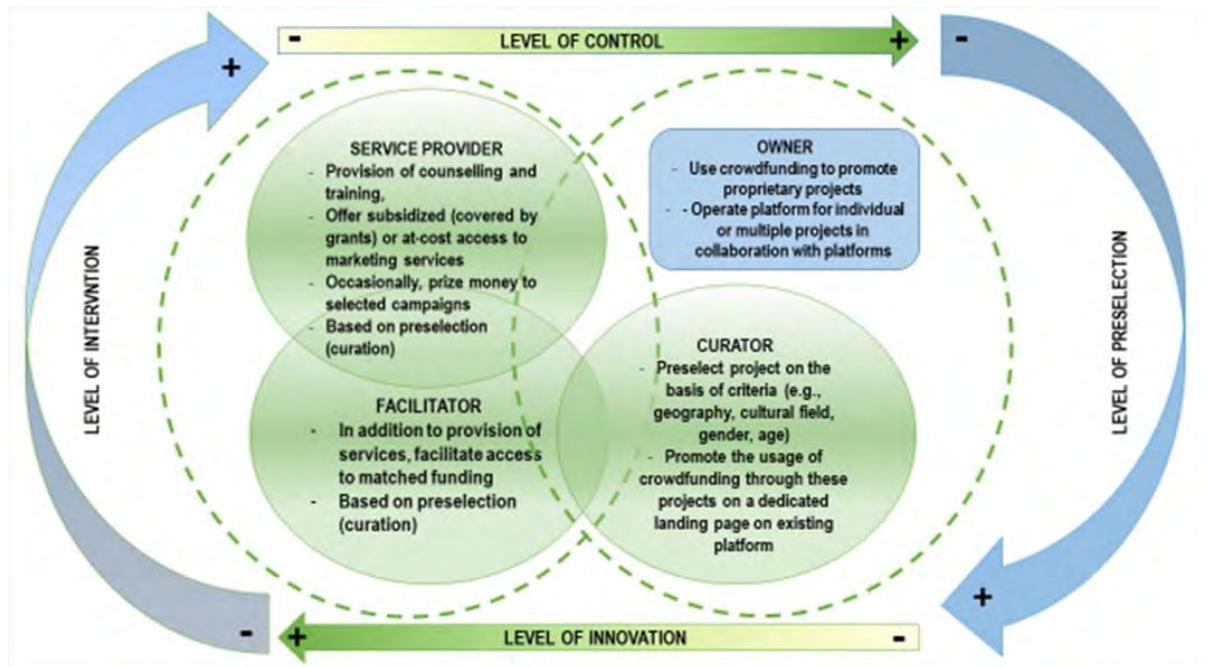 - LEVEL OF CONTROL +
-
+
SERVICE PROVIDER
- Provision of counselling and
training,
- Offer subsidized (covered by
grants) or at-cost access to
marketing services
- Occasionally, prize money to
selected campaigns
- Based on preselection
(curation)
OWNER
- Use crowdfunding to promote
proprietary projects
- - Operate platform for individual
or multiple projects in
collaboration with platforms
LEVEL OF INTERVNTION
LEVEL OF PRESELECTION
FACILITATOR
- In addition to provision of
services, facilitate access
to matched funding
- Based on preselection
(curation)
CURATOR
- Preselect project on the
basis of criteria (e.g.,
geography, cultural field,
gender, age)
- Promote the usage of
crowdfunding through these
projects on a dedicated
landing page on existing
platform
+
-
+ LEVEL OF INNOVATION -